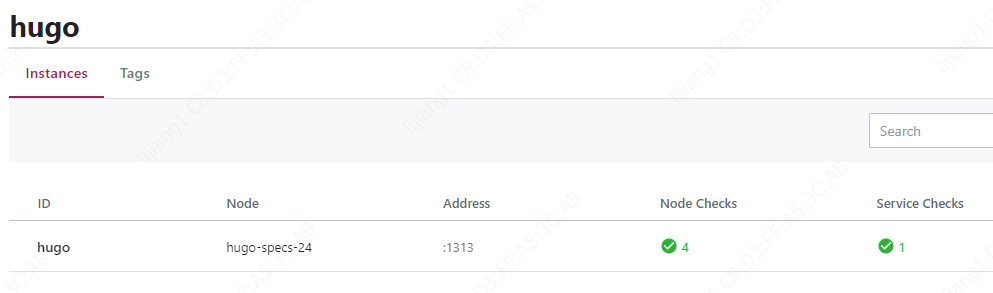 hugo
Instances Tags
Search
ID Node Address Node Checks Service Checks
hugo hugo-specs-24 :1313 4 1
lijiang1 C8:D3:FF:A5:3C:AB